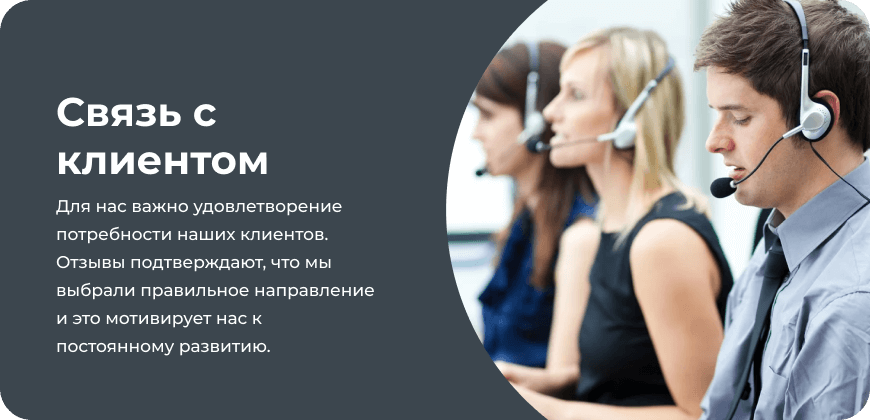 Связь с
клиентом
Для нас важно удовлетворение
потребности наших клиентов.
Отзывы подтверждают, что мы
выбрали правильное направление
и это мотивирует нас к
постоянному развитию.